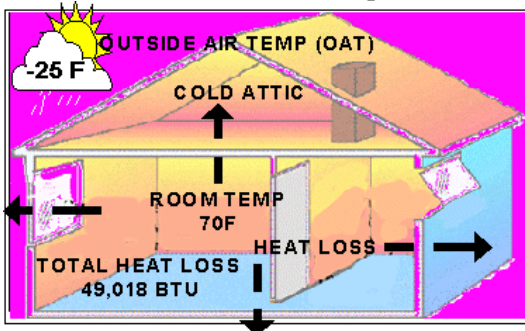 OUTSIDE AIR TEMP (OAT)
-25 F
COLD ATTIC
ROOM TEMP
70F
HEAT LOSS
TOTAL HEAT LOSS
49,018 BTU